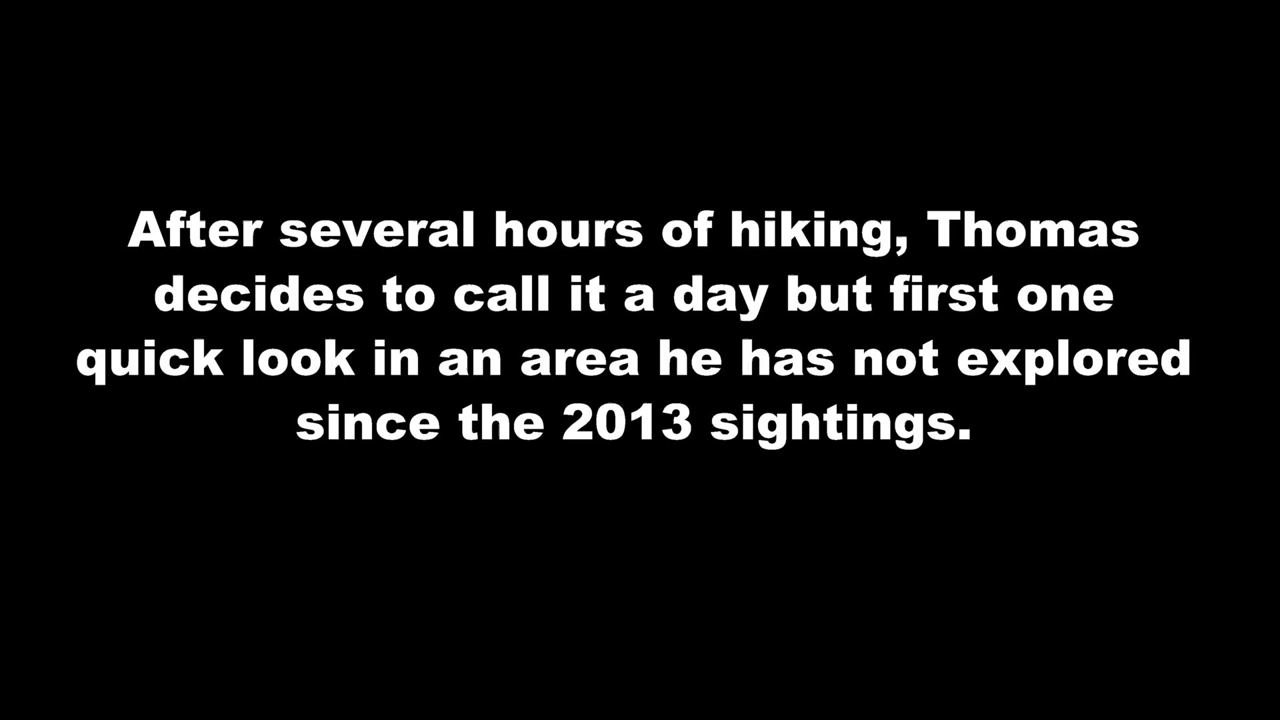 After several hours of hiking, Thomas
decides to call it a day but first one
quick look in an area he has not explored
since the 2013 sightings.